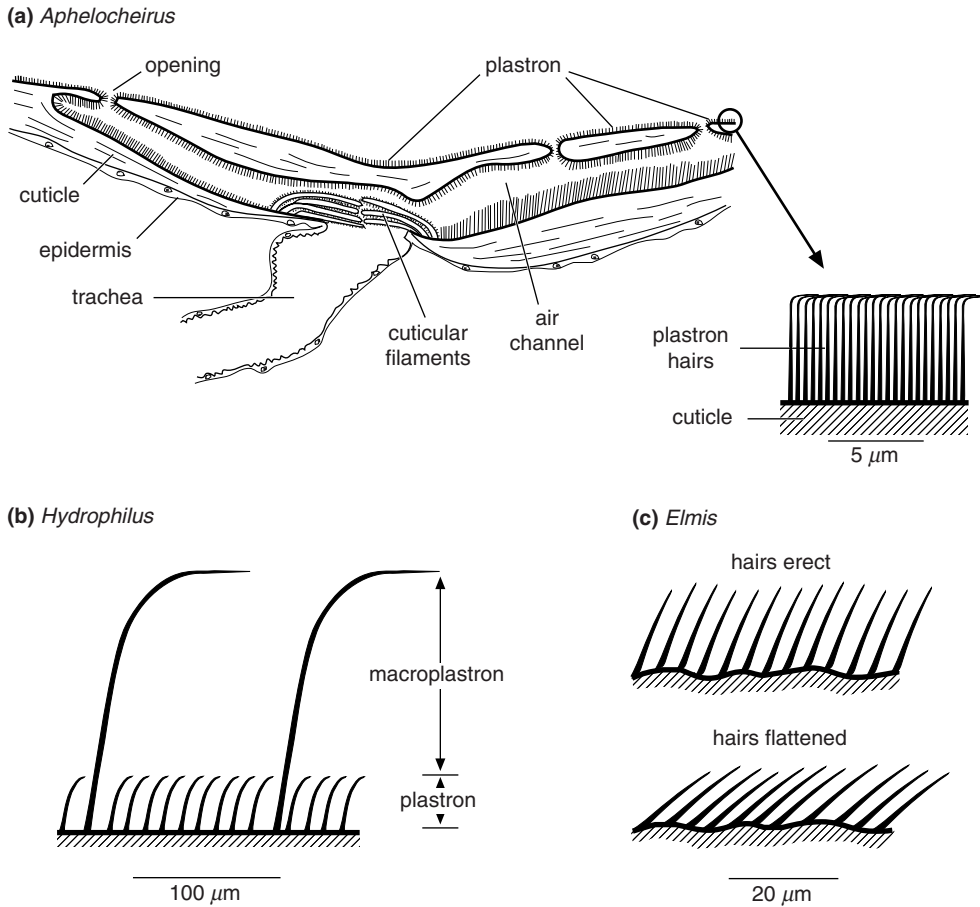 (a) Aphelocheirus
opening
plastron
cuticle
epidermis
trachea
cuticular
filaments
air
channel
plastron
hairs
cuticle
5 μm
(b) Hydrophilus
macroplastron
plastron
100 μm
(c) Elmis
hairs erect
hairs flattened
20 μm